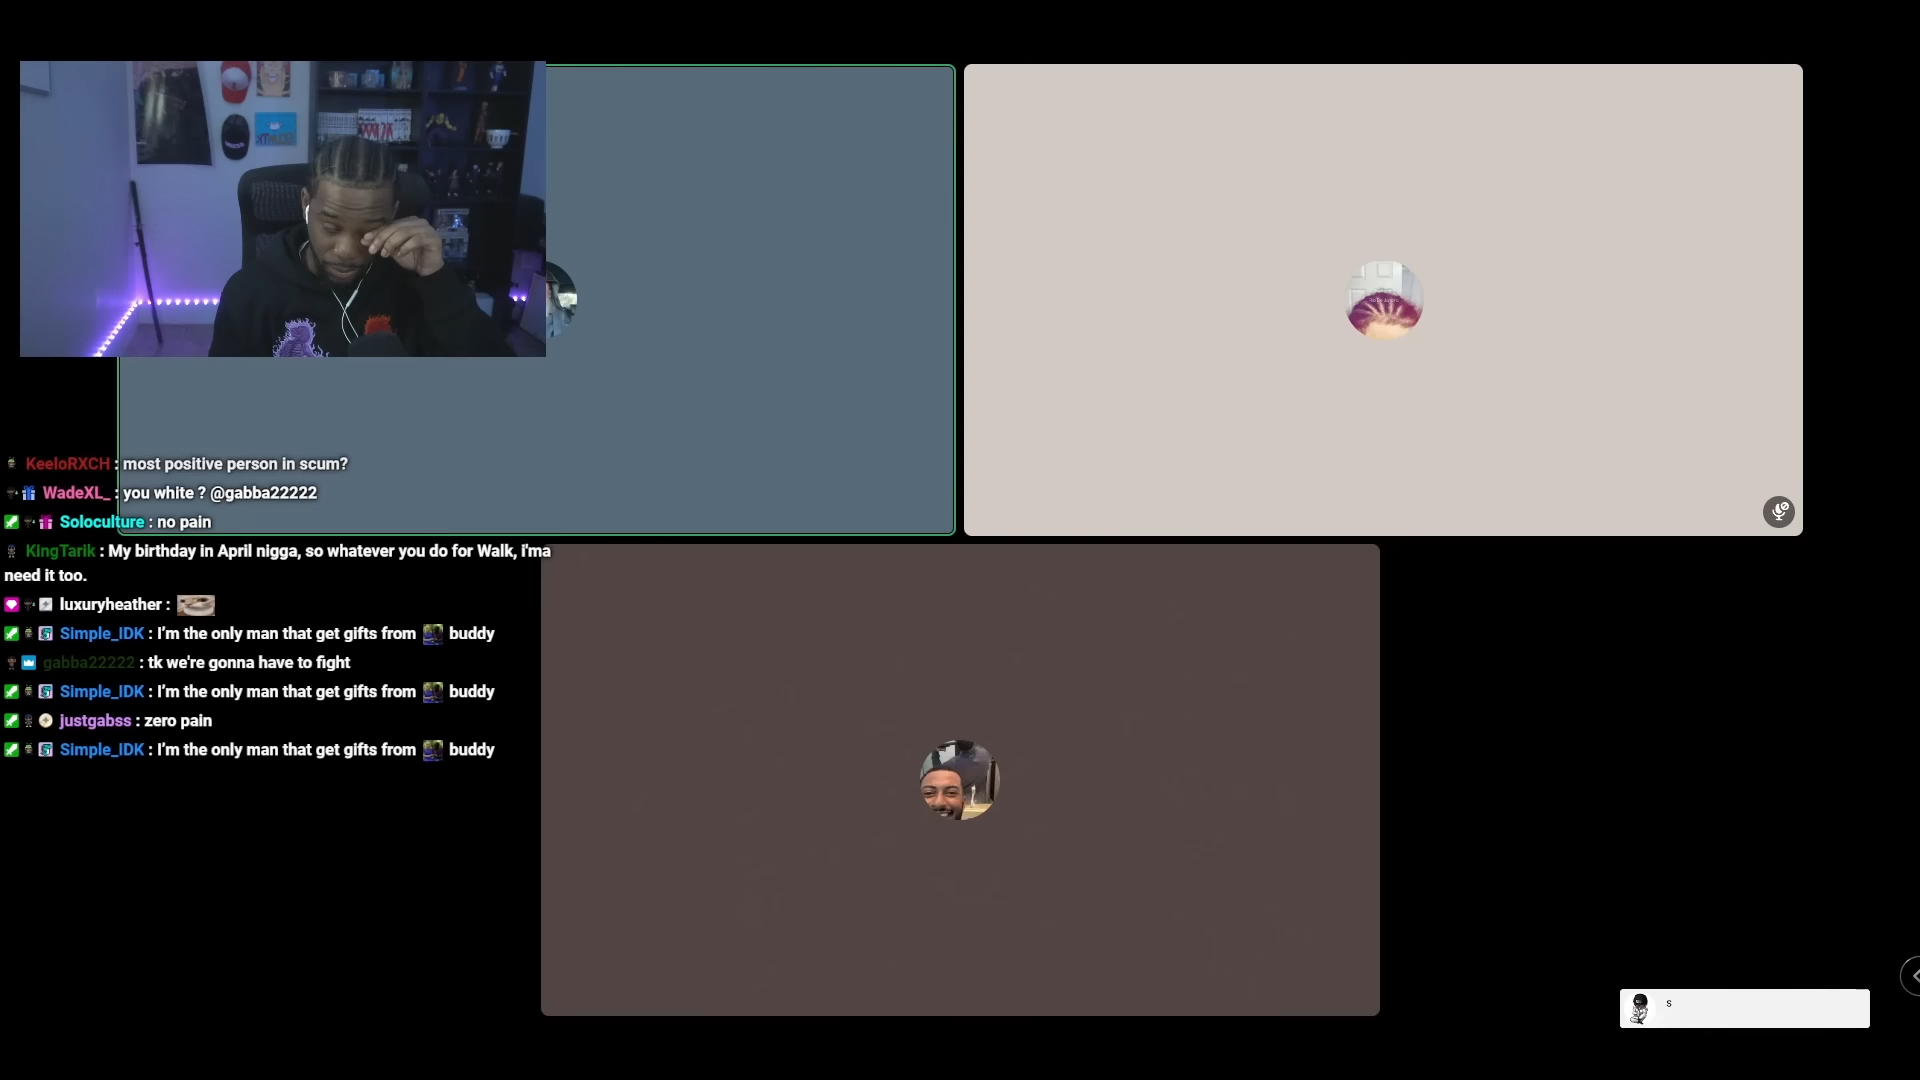 KeeloRXCH : most positive person in scum?
WadeXL_ : you white ? @gabba22222
Soloculture : no pain
KingTarik : My birthday in April nigga, so whatever you do for Walk, i'ma
need it too.
luxuryheather :
Simple_IDK : I'm the only man that get gifts from buddy
gabba22222 : tk we're gonna have to fight
Simple_IDK : I'm the only man that get gifts from buddy
justgabss : zero pain
Simple_IDK : I'm the only man that get gifts from buddy
s